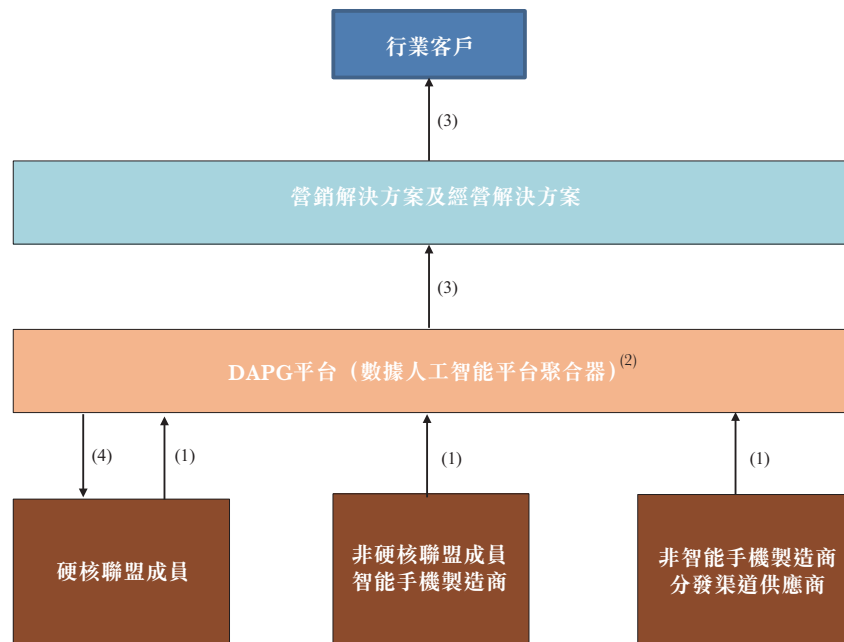 行業客戶
(3)
營銷解決方案及經營解決方案
(3)
DAPG平台（數據人工智能平台聚合器）(2)
(4)
(1)
(1)
(1)
硬核聯盟成員
非硬核聯盟成員
智能手機製造商
非智能手機製造商
分發渠道供應商